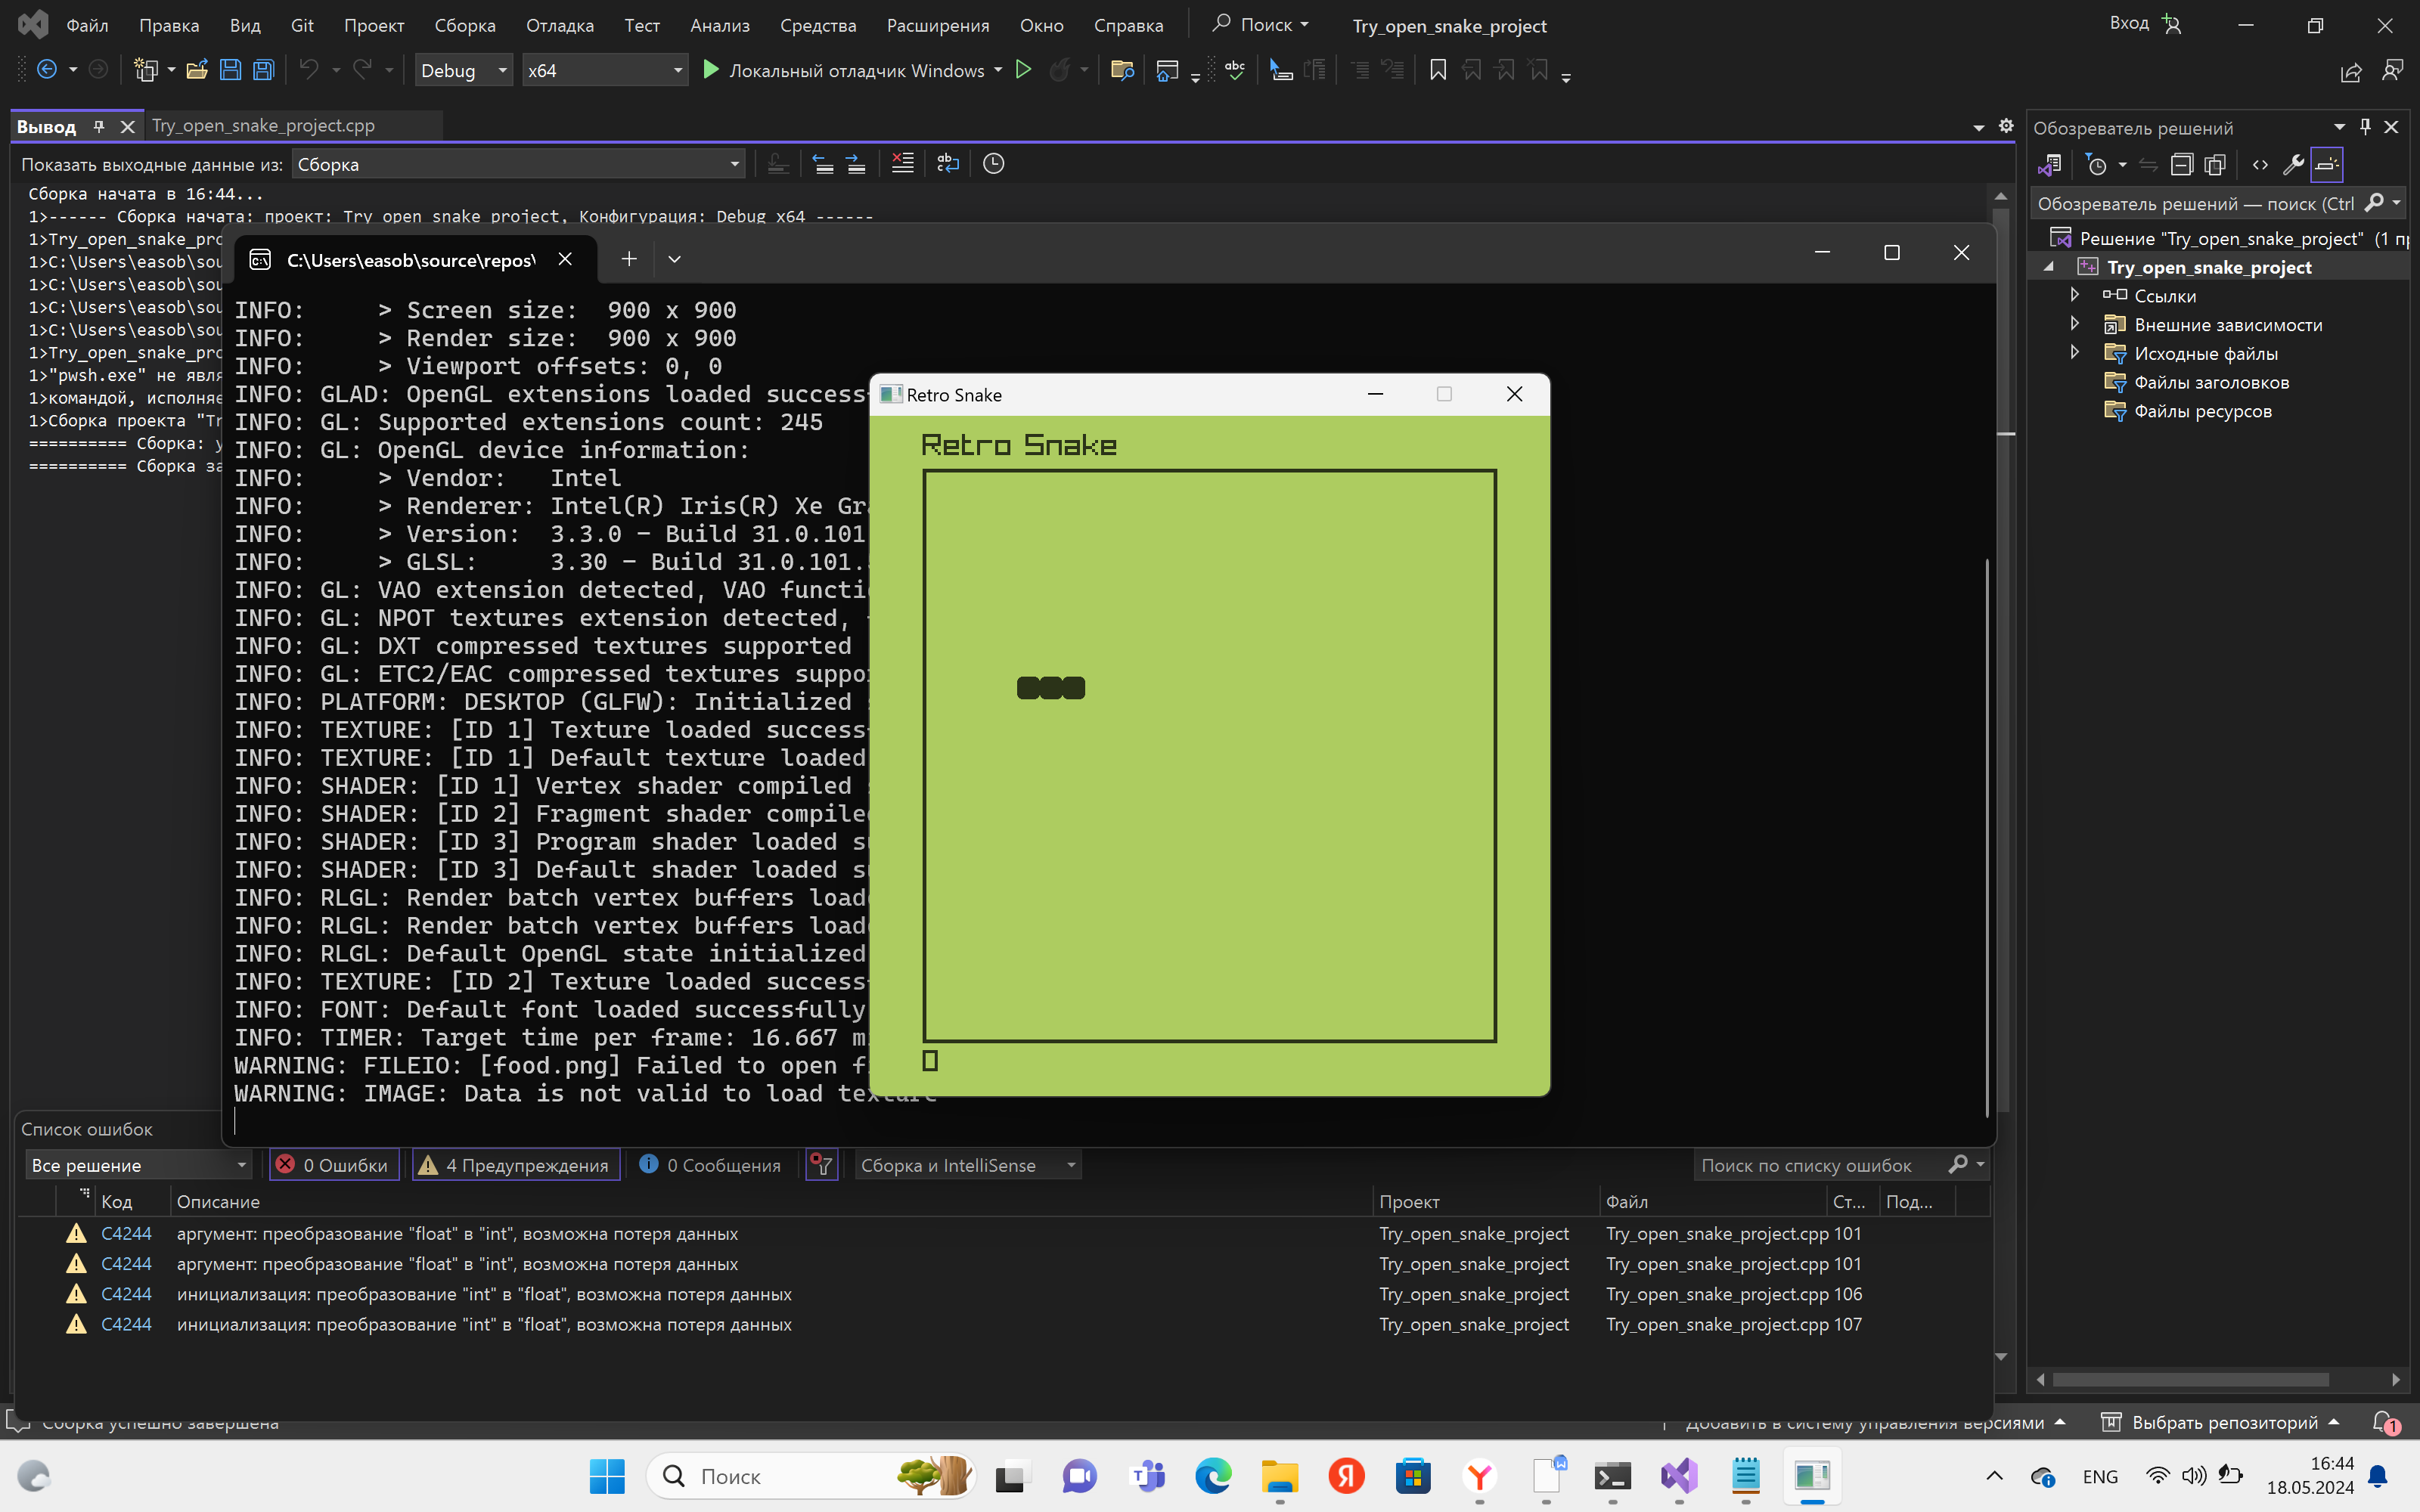 Файл Правка Вид Git Проект Сборка Отладка Тест Анализ Средства Расширения Окно Справка Поиск Try_open_snake_project Вход
Debug x64 Локальный отладчик Windows
Вывод Try_open_snake_project.cpp
Показать выходные данные из: Сборка
Сборка начата в 16:44...
1>------ Сборка начата: проект: Try_open_snake_project, Конфигурация: Debug x64 ------
1>Try_open_snake_pro
1>C:\Users\easob\sou
1>C:\Users\easob\sou
1>C:\Users\easob\sou
1>C:\Users\easob\sou
1>Try_open_snake_pro
1>"pwsh.exe" не явля
1>командой, исполняе
1>Сборка проекта "Tr
========== Сборка: у
========== Сборка за
C:\Users\easob\source\repos\
INFO: > Screen size: 900 x 900
INFO: > Render size: 900 x 900
INFO: > Viewport offsets: 0, 0
INFO: GLAD: OpenGL extensions loaded success
INFO: GL: Supported extensions count: 245
INFO: GL: OpenGL device information:
INFO: > Vendor: Intel
INFO: > Renderer: Intel(R) Iris(R) Xe Gra
INFO: > Version: 3.3.0 - Build 31.0.101
INFO: > GLSL: 3.30 - Build 31.0.101.
INFO: GL: VAO extension detected, VAO functi
INFO: GL: NPOT textures extension detected,
INFO: GL: DXT compressed textures supported
INFO: GL: ETC2/EAC compressed textures suppo
INFO: PLATFORM: DESKTOP (GLFW): Initialized
INFO: TEXTURE: [ID 1] Texture loaded success
INFO: TEXTURE: [ID 1] Default texture loaded
INFO: SHADER: [ID 1] Vertex shader compiled
INFO: SHADER: [ID 2] Fragment shader compile
INFO: SHADER: [ID 3] Program shader loaded s
INFO: SHADER: [ID 3] Default shader loaded s
INFO: RLGL: Render batch vertex buffers load
INFO: RLGL: Render batch vertex buffers load
INFO: RLGL: Default OpenGL state initialized
INFO: TEXTURE: [ID 2] Texture loaded success
INFO: FONT: Default font loaded successfully
INFO: TIMER: Target time per frame: 16.667 m
WARNING: FILEIO: [food.png] Failed to open f
WARNING: IMAGE: Data is not valid to load texture
Retro Snake
Retro Snake
0
Обозреватель решений
Обозреватель решений — поиск (Ctrl
Решение "Try_open_snake_project" (1 п
Try_open_snake_project
Ссылки
Внешние зависимости
Исходные файлы
Файлы заголовков
Файлы ресурсов
Список ошибок
Все решение 0 Ошибки 4 Предупреждения 0 Сообщения Сборка и IntelliSense Поиск по списку ошибок
Код Описание Проект Файл Ст... Под...
C4244 аргумент: преобразование "float" в "int", возможна потеря данных Try_open_snake_project Try_open_snake_project.cpp 101
C4244 аргумент: преобразование "float" в "int", возможна потеря данных Try_open_snake_project Try_open_snake_project.cpp 101
C4244 инициализация: преобразование "int" в "float", возможна потеря данных Try_open_snake_project Try_open_snake_project.cpp 106
C4244 инициализация: преобразование "int" в "float", возможна потеря данных Try_open_snake_project Try_open_snake_project.cpp 107
Сборка успешно завершена Добавить в систему управления версиями Выбрать репозиторий 1
Поиск ENG 16:44
18.05.2024